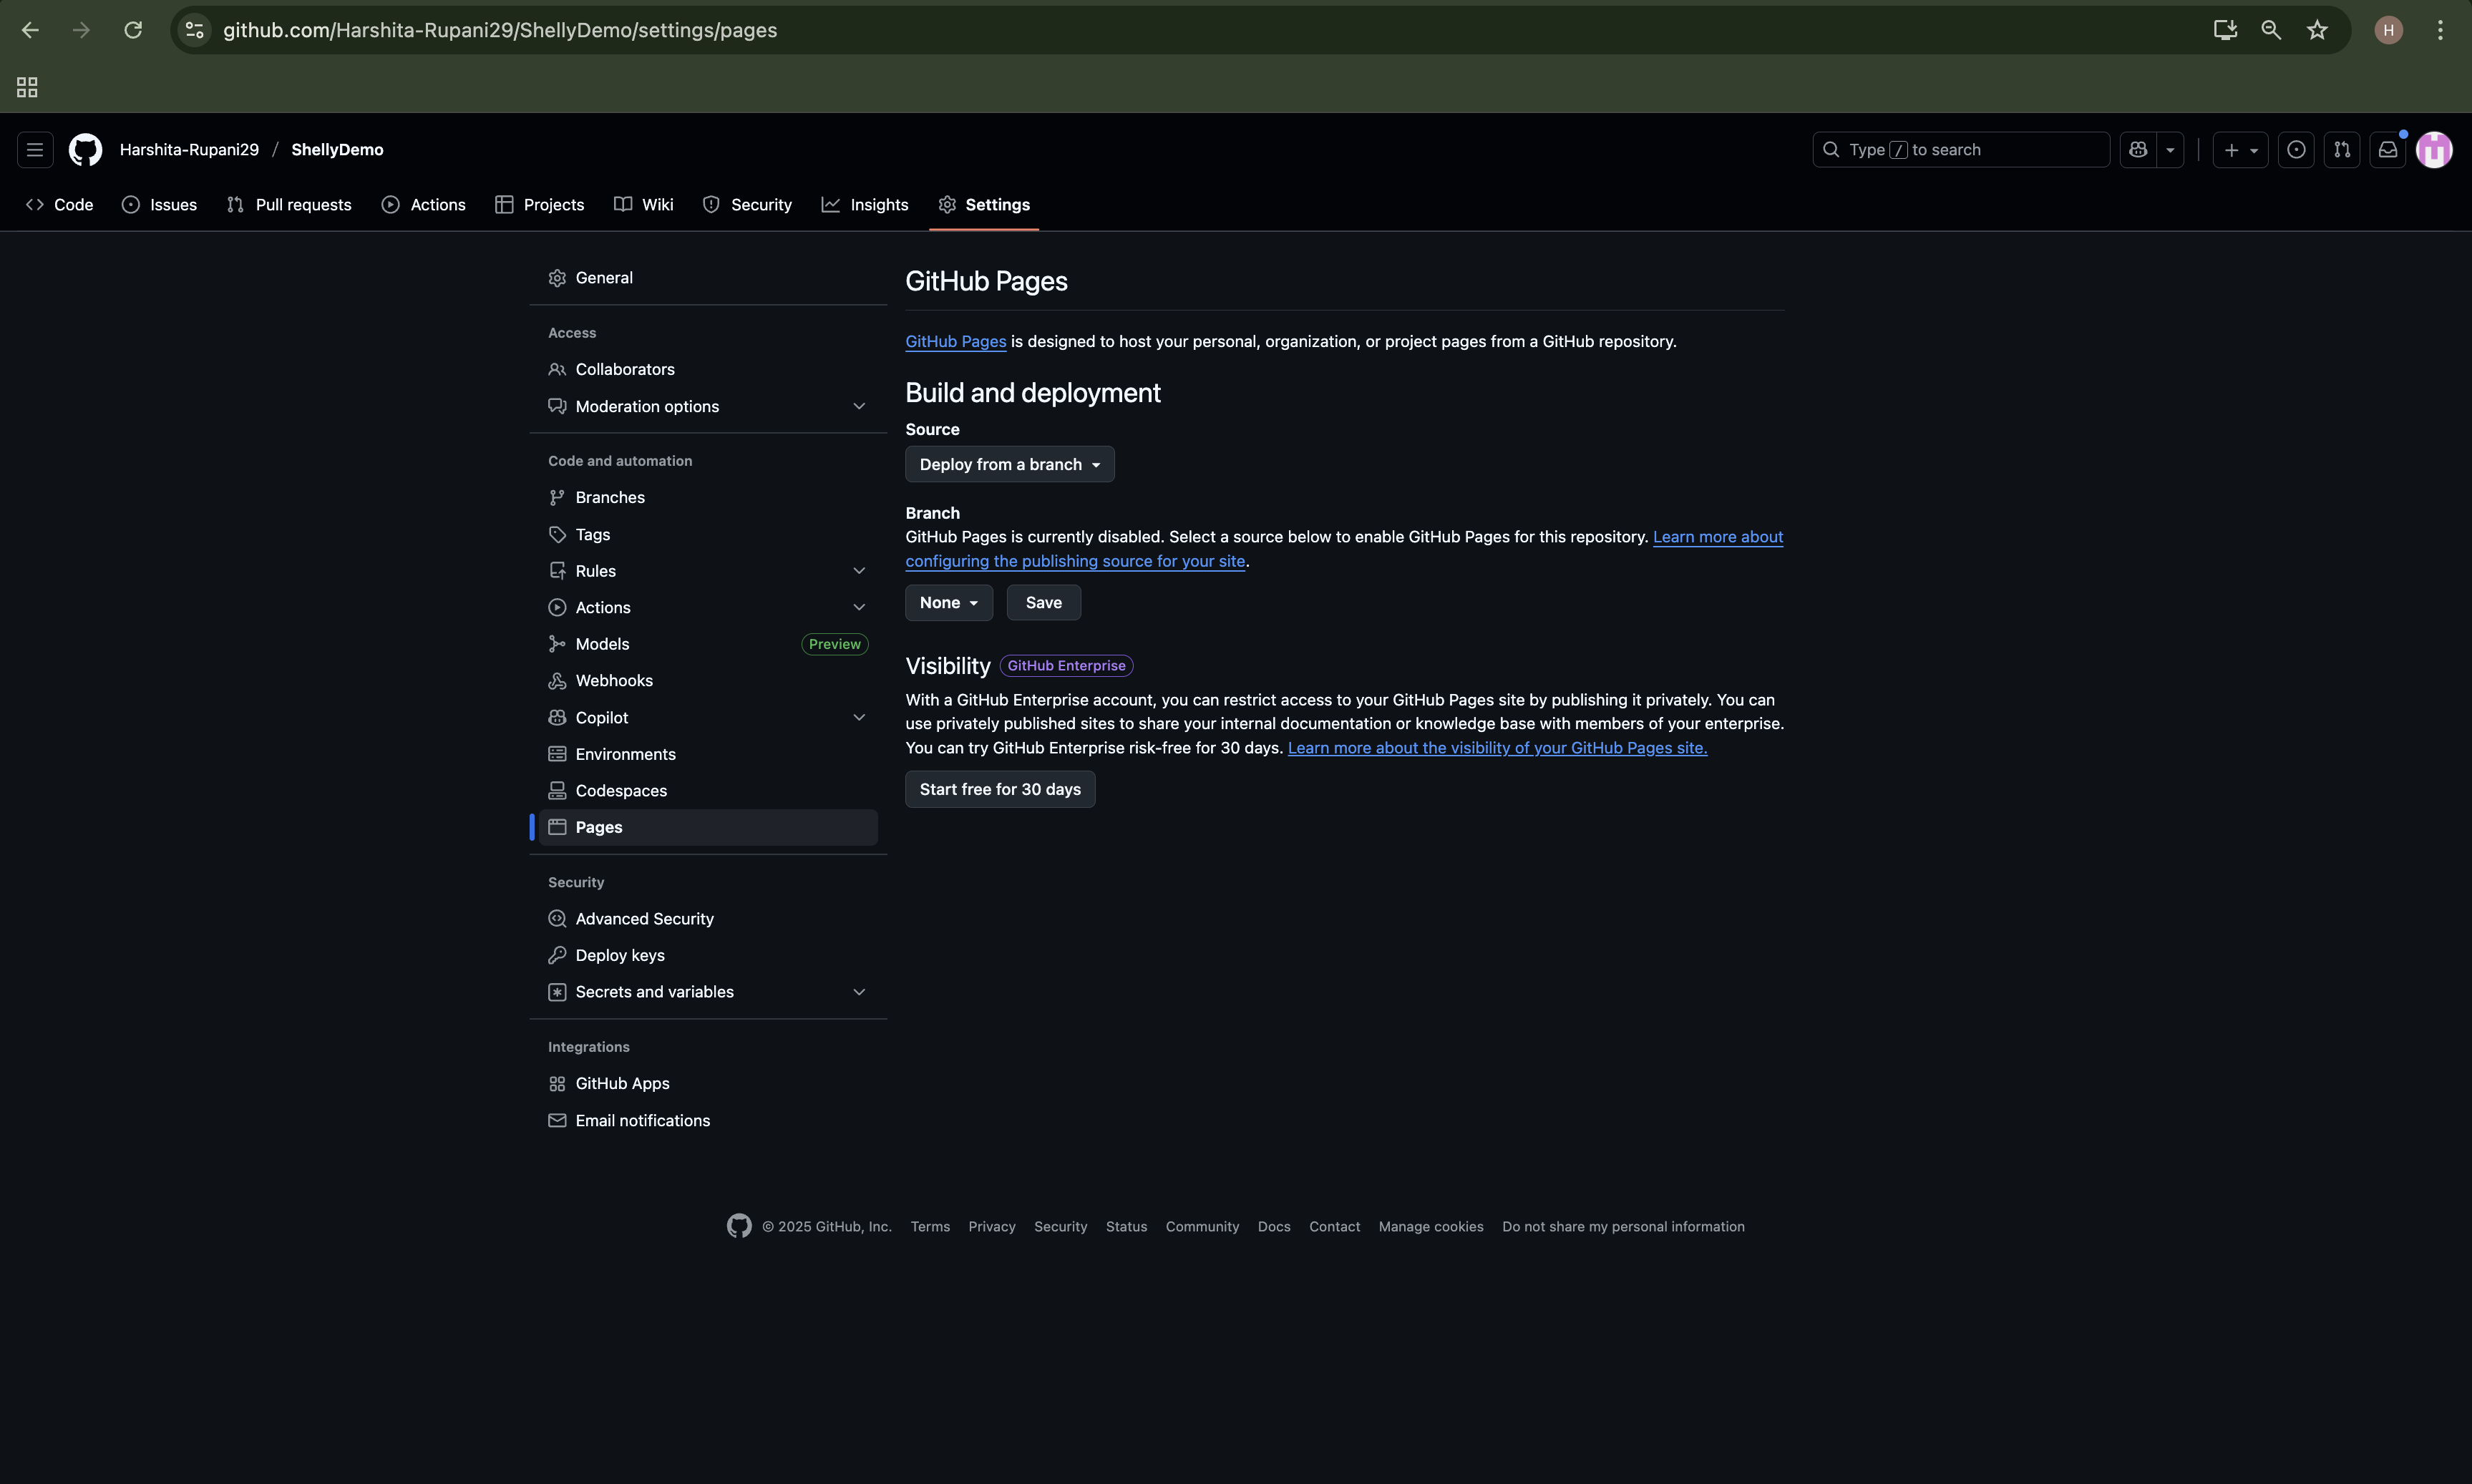 github.com/Harshita-Rupani29/ShellyDemo/settings/pages
H
Harshita-Rupani29 / ShellyDemo
Type / to search
Code Issues Pull requests Actions Projects Wiki Security Insights Settings
General
Access
Collaborators
Moderation options
Code and automation
Branches
Tags
Rules
Actions
Models Preview
Webhooks
Copilot
Environments
Codespaces
Pages
Security
Advanced Security
Deploy keys
Secrets and variables
Integrations
GitHub Apps
Email notifications
GitHub Pages
GitHub Pages is designed to host your personal, organization, or project pages from a GitHub repository.
Build and deployment
Source
Deploy from a branch
Branch
GitHub Pages is currently disabled. Select a source below to enable GitHub Pages for this repository. Learn more about
configuring the publishing source for your site.
None Save
Visibility GitHub Enterprise
With a GitHub Enterprise account, you can restrict access to your GitHub Pages site by publishing it privately. You can
use privately published sites to share your internal documentation or knowledge base with members of your enterprise.
You can try GitHub Enterprise risk-free for 30 days. Learn more about the visibility of your GitHub Pages site.
Start free for 30 days
© 2025 GitHub, Inc. Terms Privacy Security Status Community Docs Contact Manage cookies Do not share my personal information